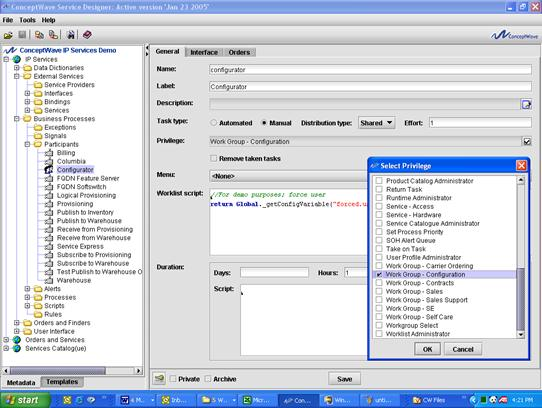 ConceptWave Service Designer: Active version 'Jan 23 2005'
File Tools Help
ConceptWave
ConceptWave IP Services Demo
IP Services
Data Dictionaries
External Services
Service Providers
Interfaces
Bindings
Services
Business Processes
Exceptions
Signals
Participants
Billing
Columbia
Configurator
FQDN Feature Server
FQDN Softswitch
Logical Provisioning
Provisioning
Publish to Inventory
Publish to Warehouse
Receive from Provisioning
Receive from Warehouse
Service Express
Subscribe to Provisioning
Subscribe to Warehouse
Test Publish to Warehouse O
Warehouse
Alerts
Processes
Scripts
Rules
Orders and Finders
User Interface
Orders and Services
Services Catalog(ue)
Metadata Templates
General Interface Orders
Name: configurator
Label: Configurator
Description:
Task type: Automated Manual Distribution type: Shared Effort: 1
Privilege: Work Group - Configuration
Remove taken tasks
Menu: <None>
Worklist script: //For demo purposes; force user
return Global._getConfigVariable("forced.u
Duration:
Days: Hours: 1
Script:
Private Archive Save
Select Privilege
Product Catalog Administrator
Return Task
Runtime Administrator
Service - Access
Service - Hardware
Service Catalogue Administrator
Set Process Priority
SOH Alert Queue
Take on Task
User Profile Administrator
Work Group - Carrier Ordering
Work Group - Configuration
Work Group - Contracts
Work Group - Sales
Work Group - Sales Support
Work Group - SE
Work Group - Self Care
Workgroup Select
Worklist Administrator
OK Cancel
start 4 M... Inb... 5 W... Micr... Con... Win... unti... CW Files 4:21 PM